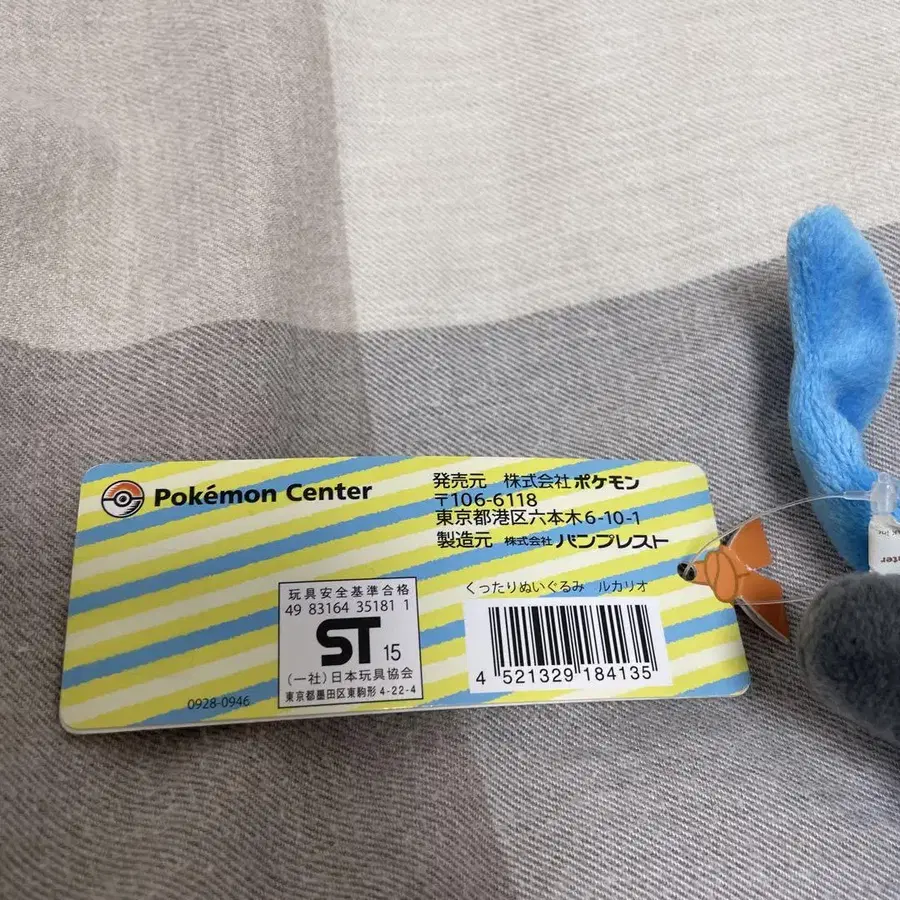 Pokémon Center
発売元 株式会社ポケモン
〒106-6118
東京都港区六本木6-10-1
製造元 株式会社 バンプレスト
玩具安全基準合格
49 83164 35181 1
ST 15
(一社)日本玩具協会
東京都墨田区東駒形 4-22-4
0928-0946
くったりぬいぐるみ ルカリオ
4 521329 184135